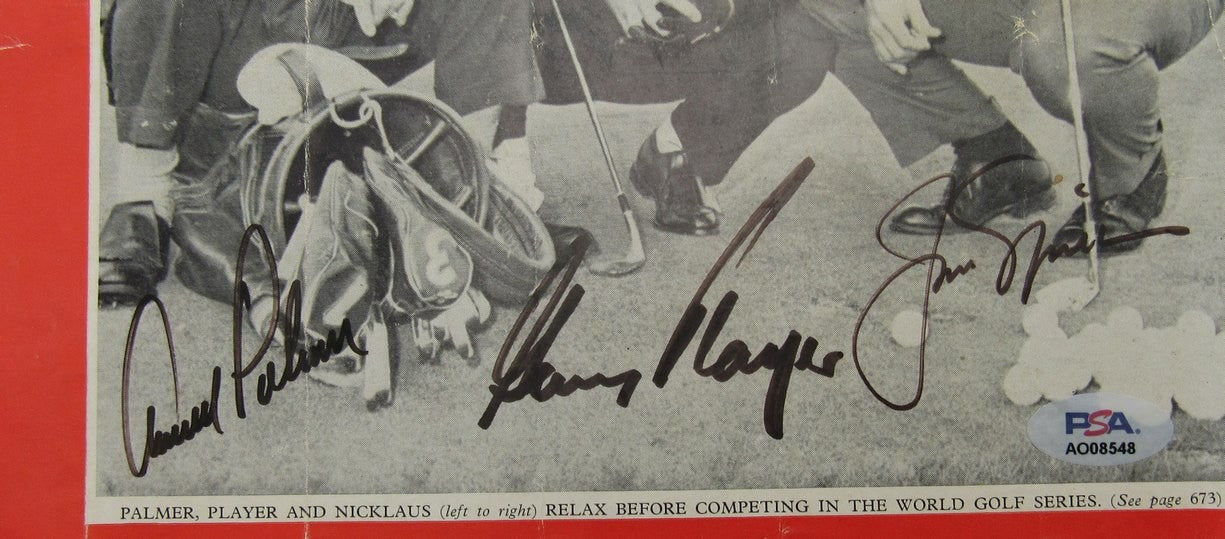 Arnold Palmer
Gary Player
PSA.
AO08548
PALMER, PLAYER AND NICKLAUS (left to right) RELAX BEFORE COMPETING IN THE WORLD GOLF SERIES. (See page 673)